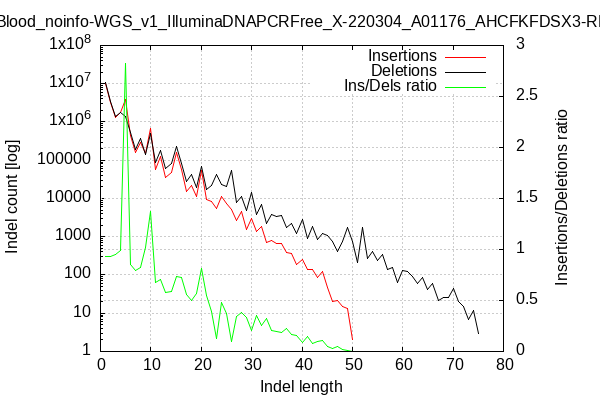 Blood_noinfo-WGS_v1_IlluminaDNAPCRFree_X-220304_A01176_AHCFKFDSX3-RI
Insertions
Deletions
Ins/Dels ratio
Indel count [log]
1x10^8
1x10^7
1x10^6
100000
10000
1000
100
10
1
3
2.5
2
1.5
1
0.5
0
Insertions/Deletions ratio
0 10 20 30 40 50 60 70 80
Indel length